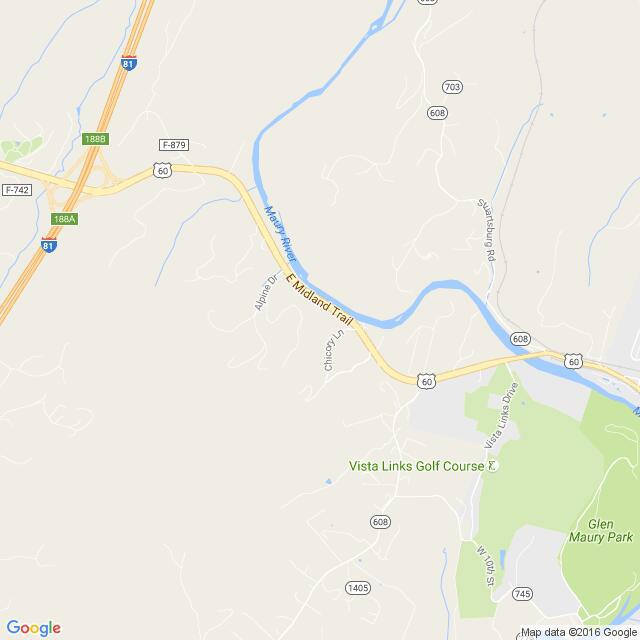 608
81
703
608
188B
F-879
60
F-742
188A
81
Stuartsburg Rd
Maury River
Alpine Dr
E Midland Trail
Chicory Ln
608
60
60
Vista Links Drive
Vista Links Golf Course
608
Glen
Maury Park
W 10th St
1405
745
Google
Map data ©2016 Google